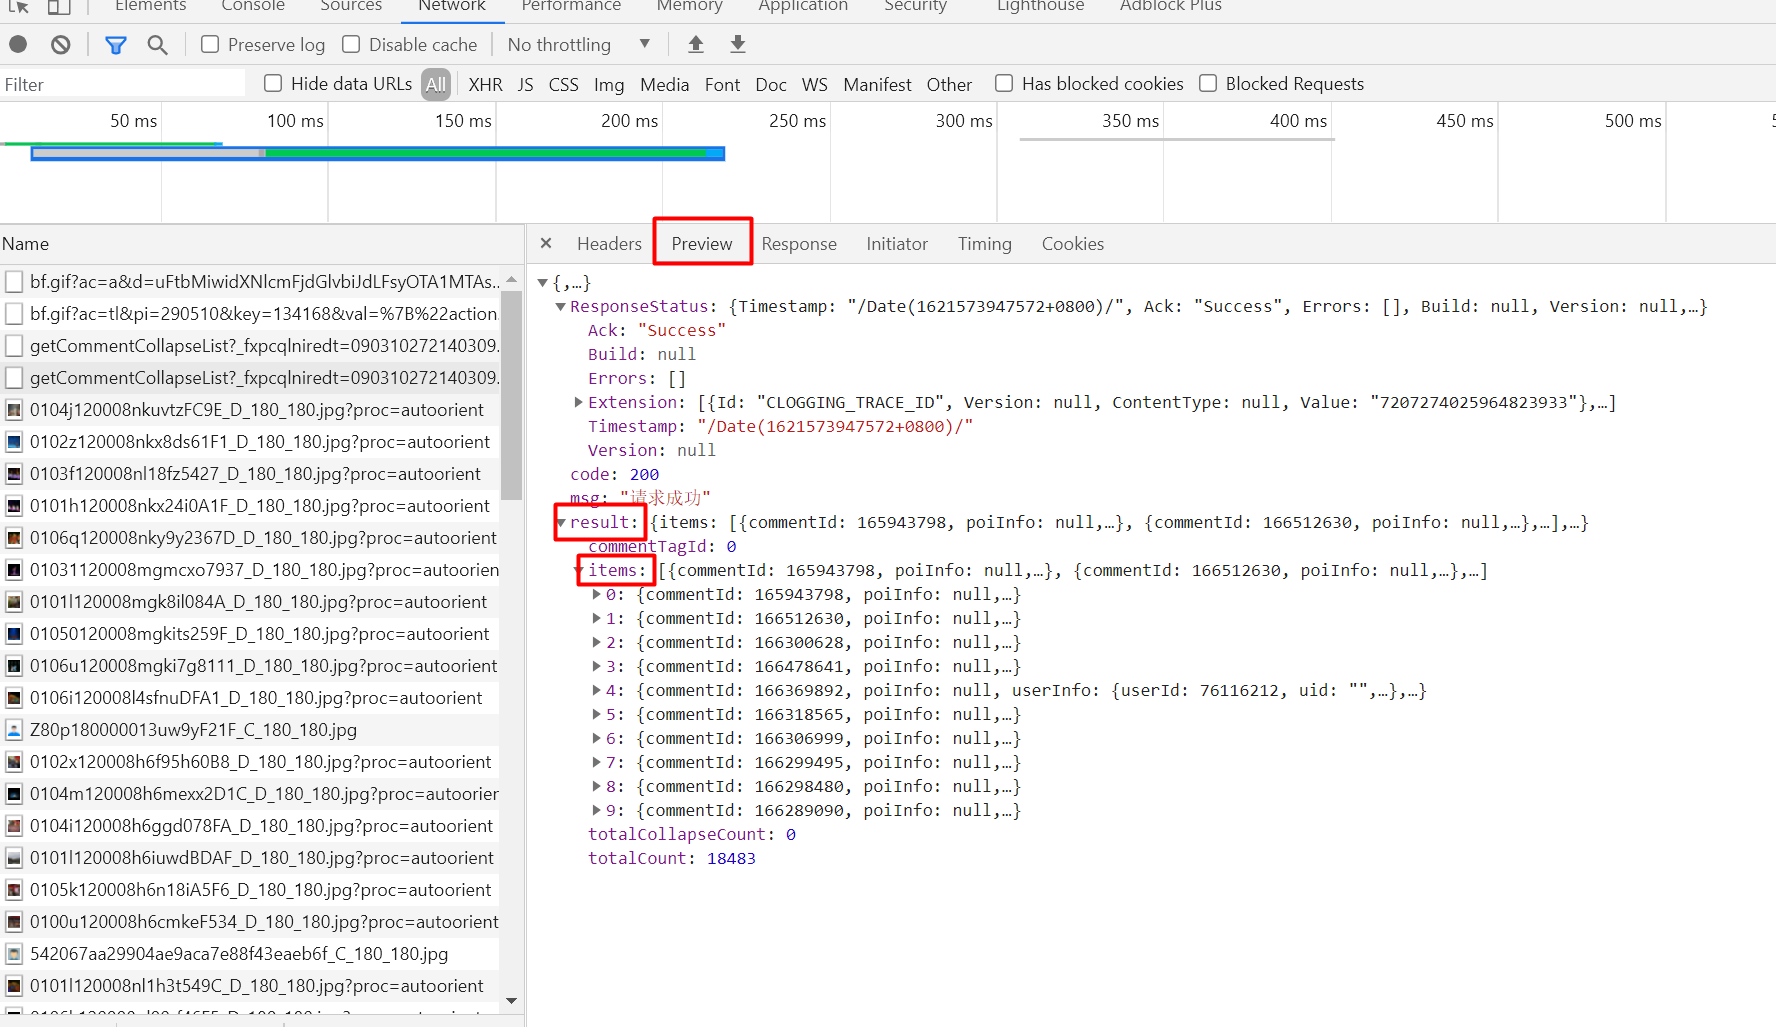 Elements Console Sources Network Performance Memory Application Security Lighthouse Adblock Plus
Preserve log Disable cache No throttling
Filter Hide data URLs All XHR JS CSS Img Media Font Doc WS Manifest Other Has blocked cookies Blocked Requests
50 ms 100 ms 150 ms 200 ms 250 ms 300 ms 350 ms 400 ms 450 ms 500 ms
Name
bf.gif?ac=a&d=uFtbMiwidXNlcmFjdGlvbiJdLFsyOTA1MTAs...
bf.gif?ac=tl&pi=290510&key=134168&val=%7B%22action
getCommentCollapseList?_fxpcqlniredt=090310272140309.
getCommentCollapseList?_fxpcqlniredt=090310272140309.
0104j120008nkuvtzFC9E_D_180_180.jpg?proc=autoorient
0102z120008nkx8ds61F1_D_180_180.jpg?proc=autoorient
0103f120008nl18fz5427_D_180_180.jpg?proc=autoorient
0101h120008nkx24i0A1F_D_180_180.jpg?proc=autoorient
0106q120008nky9y2367D_D_180_180.jpg?proc=autoorient
01031120008mgmcxo7937_D_180_180.jpg?proc=autoorien
0101l120008mgk8il084A_D_180_180.jpg?proc=autoorient
01050120008mgkits259F_D_180_180.jpg?proc=autoorient
0106u120008mgki7g8111_D_180_180.jpg?proc=autoorient
0106i120008l4sfnuDFA1_D_180_180.jpg?proc=autoorient
Z80p180000013uw9yF21F_C_180_180.jpg
0102x120008h6f95h60B8_D_180_180.jpg?proc=autoorient
0104m120008h6mexx2D1C_D_180_180.jpg?proc=autoorier
0104i120008h6ggd078FA_D_180_180.jpg?proc=autoorient
0101l120008h6iuwdBDAF_D_180_180.jpg?proc=autoorient
0105k120008h6n18iA5F6_D_180_180.jpg?proc=autoorient
0100u120008h6cmkeF534_D_180_180.jpg?proc=autoorient
542067aa29904ae9aca7e88f43eaeb6f_C_180_180.jpg
0101l120008nl1h3t549C_D_180_180.jpg?proc=autoorient
Headers Preview Response Initiator Timing Cookies
{,…}
ResponseStatus: {Timestamp: "/Date(1621573947572+0800)/", Ack: "Success", Errors: [], Build: null, Version: null,…}
Ack: "Success"
Build: null
Errors: []
Extension: [{Id: "CLOGGING_TRACE_ID", Version: null, ContentType: null, Value: "7207274025964823933"},…]
Timestamp: "/Date(1621573947572+0800)/"
Version: null
code: 200
msg: "请求成功"
result: {items: [{commentId: 165943798, poiInfo: null,…}, {commentId: 166512630, poiInfo: null,…},…],…}
commentTagId: 0
items: [{commentId: 165943798, poiInfo: null,…}, {commentId: 166512630, poiInfo: null,…},…]
0: {commentId: 165943798, poiInfo: null,…}
1: {commentId: 166512630, poiInfo: null,…}
2: {commentId: 166300628, poiInfo: null,…}
3: {commentId: 166478641, poiInfo: null,…}
4: {commentId: 166369892, poiInfo: null, userInfo: {userId: 76116212, uid: "",…},…}
5: {commentId: 166318565, poiInfo: null,…}
6: {commentId: 166306999, poiInfo: null,…}
7: {commentId: 166299495, poiInfo: null,…}
8: {commentId: 166298480, poiInfo: null,…}
9: {commentId: 166289090, poiInfo: null,…}
totalCollapseCount: 0
totalCount: 18483